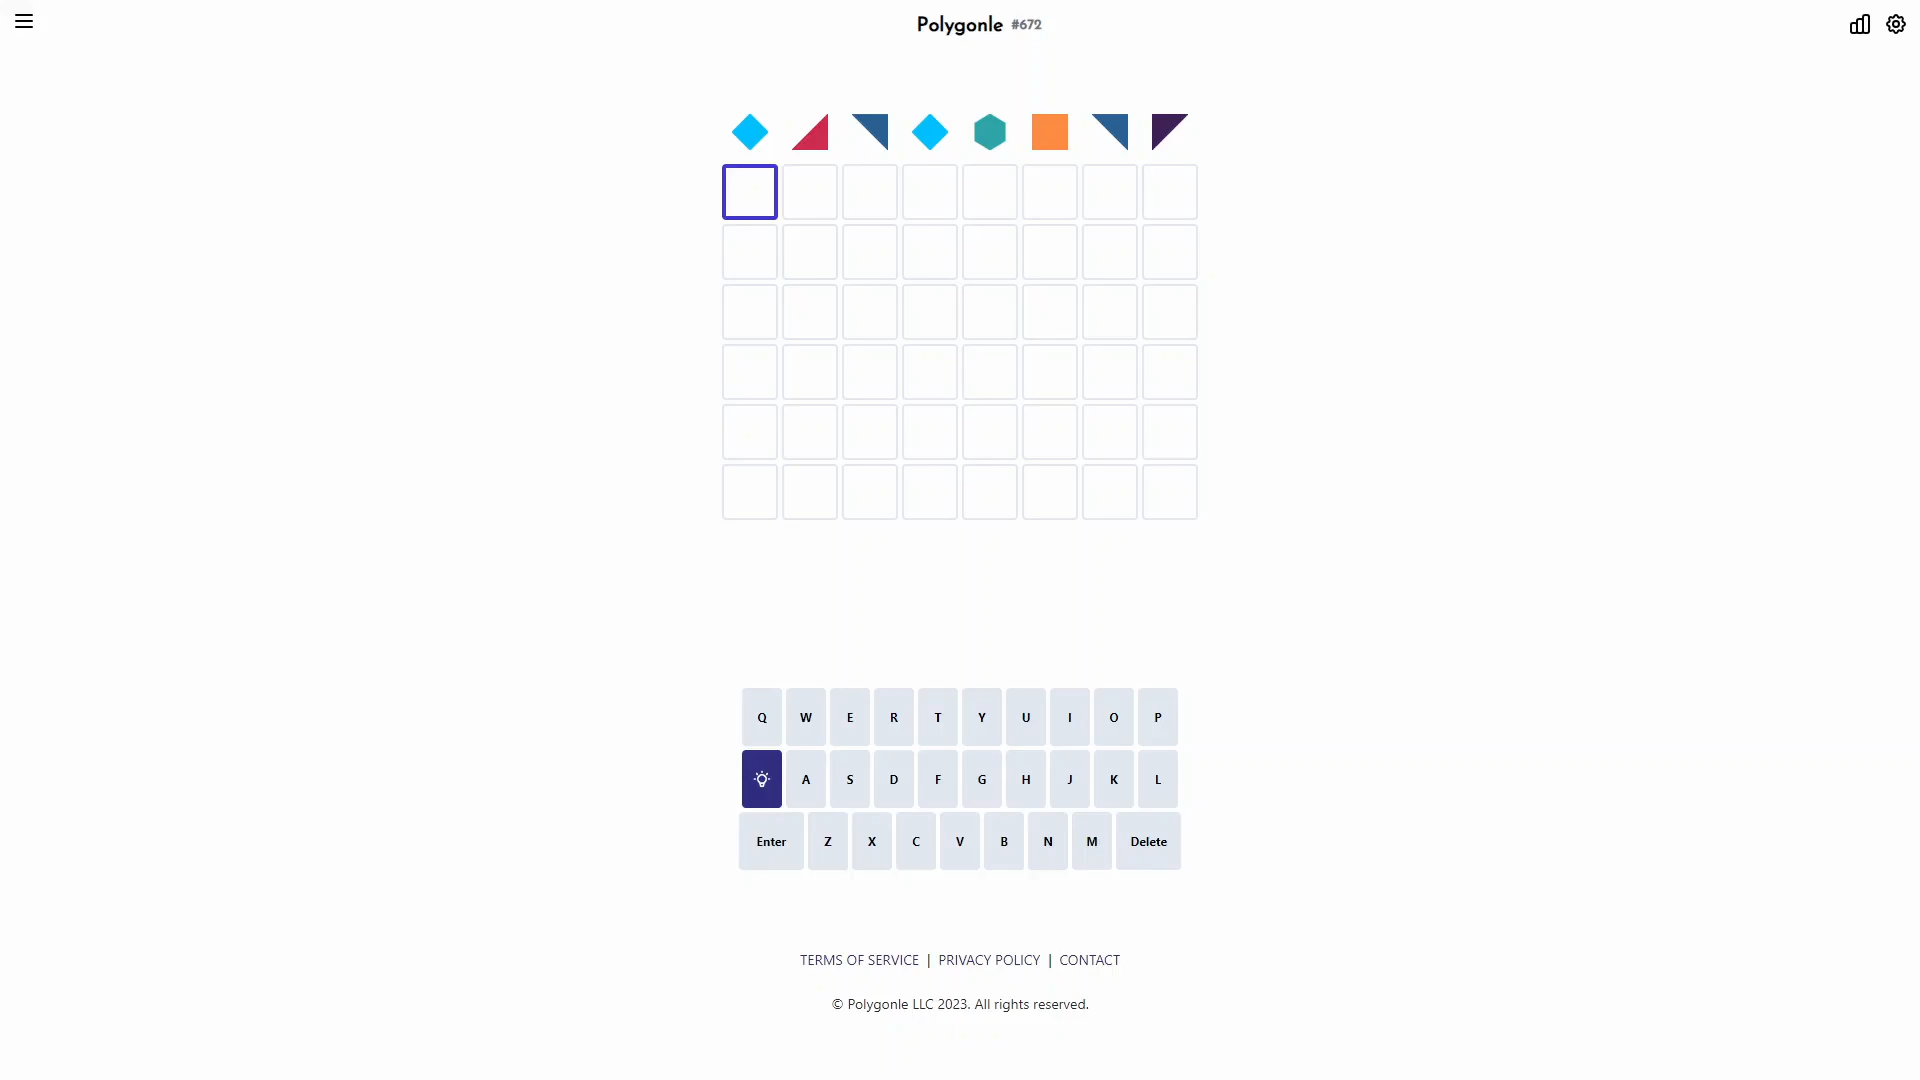 Polygonle #672
Q W E R T Y U I O P
A S D F G H J K L
Enter Z X C V B N M Delete
TERMS OF SERVICE | PRIVACY POLICY | CONTACT
© Polygonle LLC 2023. All rights reserved.